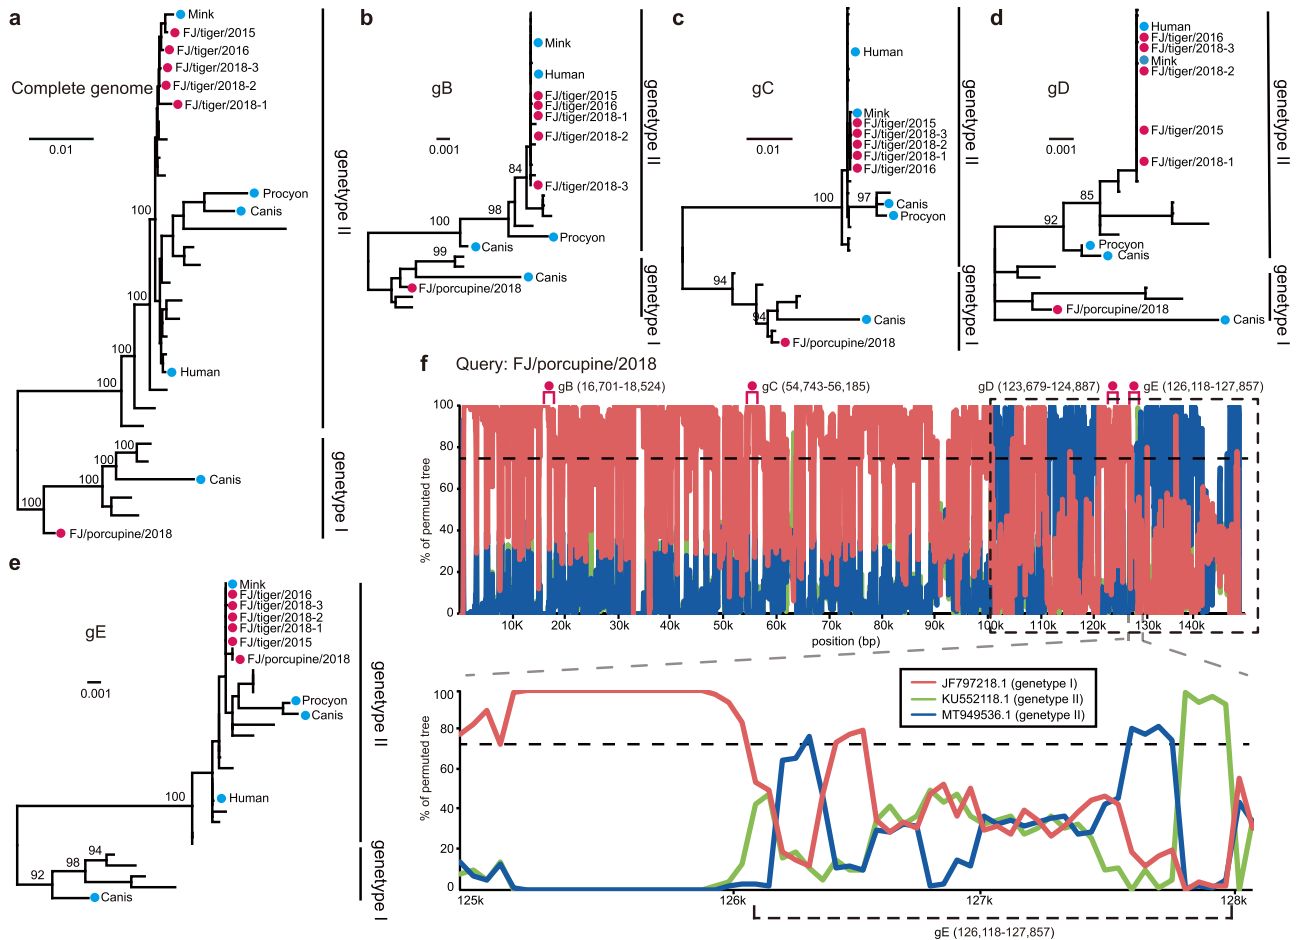 a
Complete genome
0.01
Mink
FJ/tiger/2015
FJ/tiger/2016
FJ/tiger/2018-3
FJ/tiger/2018-2
FJ/tiger/2018-1
Procyon
Canis
100
100
100
100
Human
genetype II
100
100
100
100
Canis
FJ/porcupine/2018
genetype I
b
gB
0.001
Mink
Human
FJ/tiger/2015
FJ/tiger/2016
FJ/tiger/2018-1
FJ/tiger/2018-2
FJ/tiger/2018-3
84
98
100
Procyon
Canis
genetype II
99
Canis
FJ/porcupine/2018
genetype I
c
gC
0.01
Human
Mink
FJ/tiger/2015
FJ/tiger/2018-3
FJ/tiger/2018-2
FJ/tiger/2018-1
FJ/tiger/2016
100
97
Canis
Procyon
genetype II
94
94
Canis
FJ/porcupine/2018
genetype I
d
gD
0.001
Human
FJ/tiger/2016
FJ/tiger/2018-3
Mink
FJ/tiger/2018-2
FJ/tiger/2015
FJ/tiger/2018-1
85
92
Procyon
Canis
genetype II
FJ/porcupine/2018
Canis
genetype I
e
gE
0.001
Mink
FJ/tiger/2016
FJ/tiger/2018-3
FJ/tiger/2018-2
FJ/tiger/2018-1
FJ/tiger/2015
FJ/porcupine/2018
Procyon
Canis
100
Human
genetype II
94
98
92
Canis
genetype I
f
Query: FJ/porcupine/2018
gB (16,701-18,524)
gC (54,743-56,185)
gD (123,679-124,887)
gE (126,118-127,857)
% of permuted tree
100
80
60
40
20
0
10k
20k
30k
40k
50k
60k
70k
80k
90k
100k
110k
120k
130k
140k
position (bp)
JF797218.1 (genetype I)
KU552118.1 (genetype II)
MT949536.1 (genetype II)
% of permuted tree
100
80
60
40
20
0
125k
126k
127k
128k
gE (126,118-127,857)